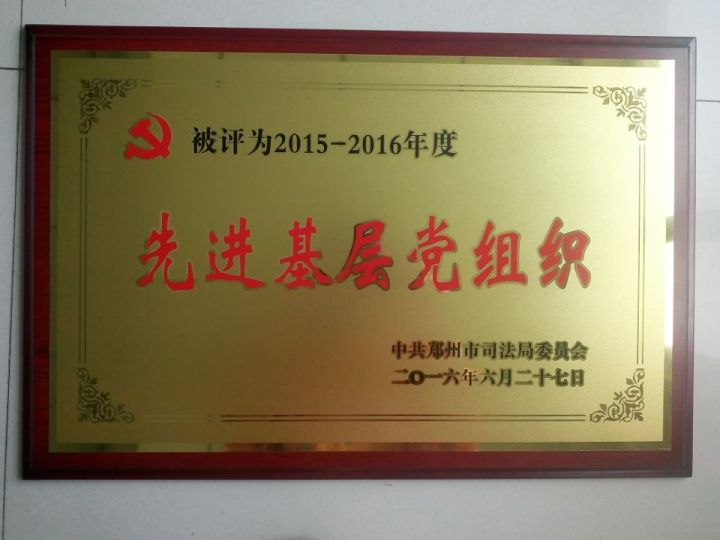 被评为2015-2016年度
先进基层党组织
中共郑州市司法局委员会
二〇一六年六月二十七日